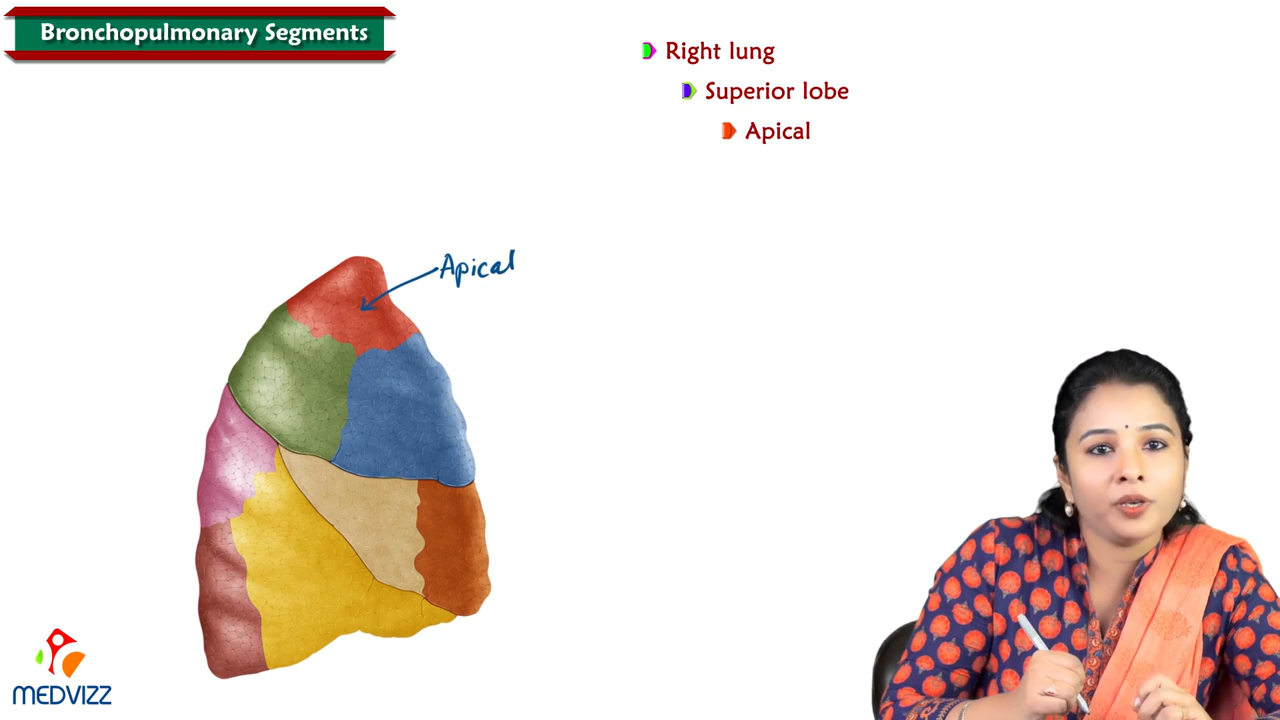 Bronchopulmonary Segments
Right lung
Superior lobe
Apical
Apical
MEDVIZZ